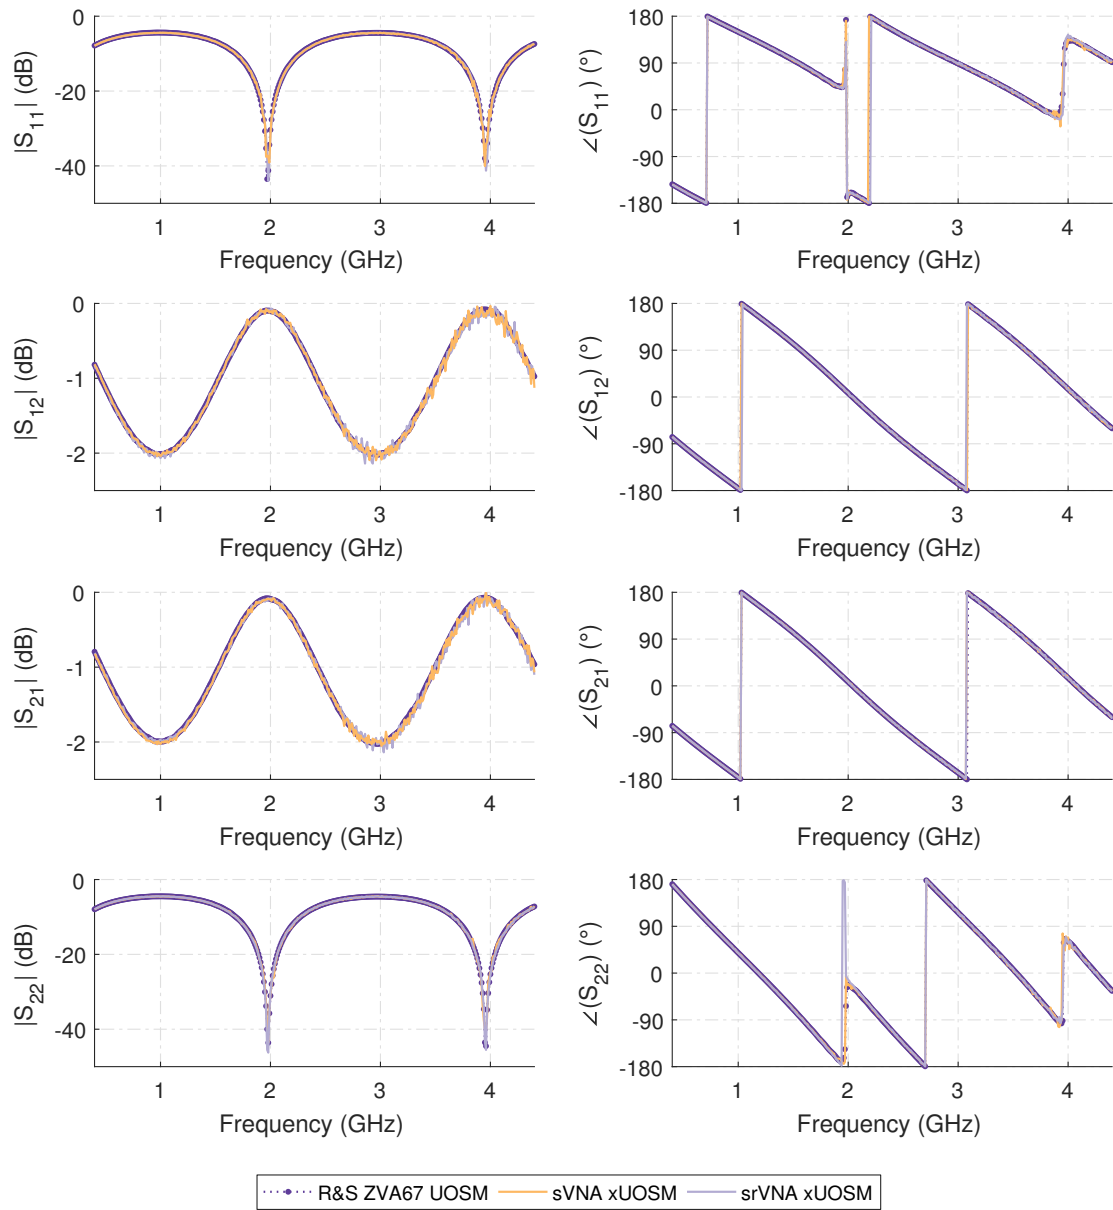 0
-20
-40
|S11| (dB)
1 2 3 4
Frequency (GHz)
180
90
0
-90
-180
∠(S11) (°)
1 2 3 4
Frequency (GHz)
0
-1
-2
|S12| (dB)
1 2 3 4
Frequency (GHz)
180
90
0
-90
-180
∠(S12) (°)
1 2 3 4
Frequency (GHz)
0
-1
-2
|S21| (dB)
1 2 3 4
Frequency (GHz)
180
90
0
-90
-180
∠(S21) (°)
1 2 3 4
Frequency (GHz)
0
-20
-40
|S22| (dB)
1 2 3 4
Frequency (GHz)
180
90
0
-90
-180
∠(S22) (°)
1 2 3 4
Frequency (GHz)
R&S ZVA67 UOSM sVNA xUOSM srVNA xUOSM